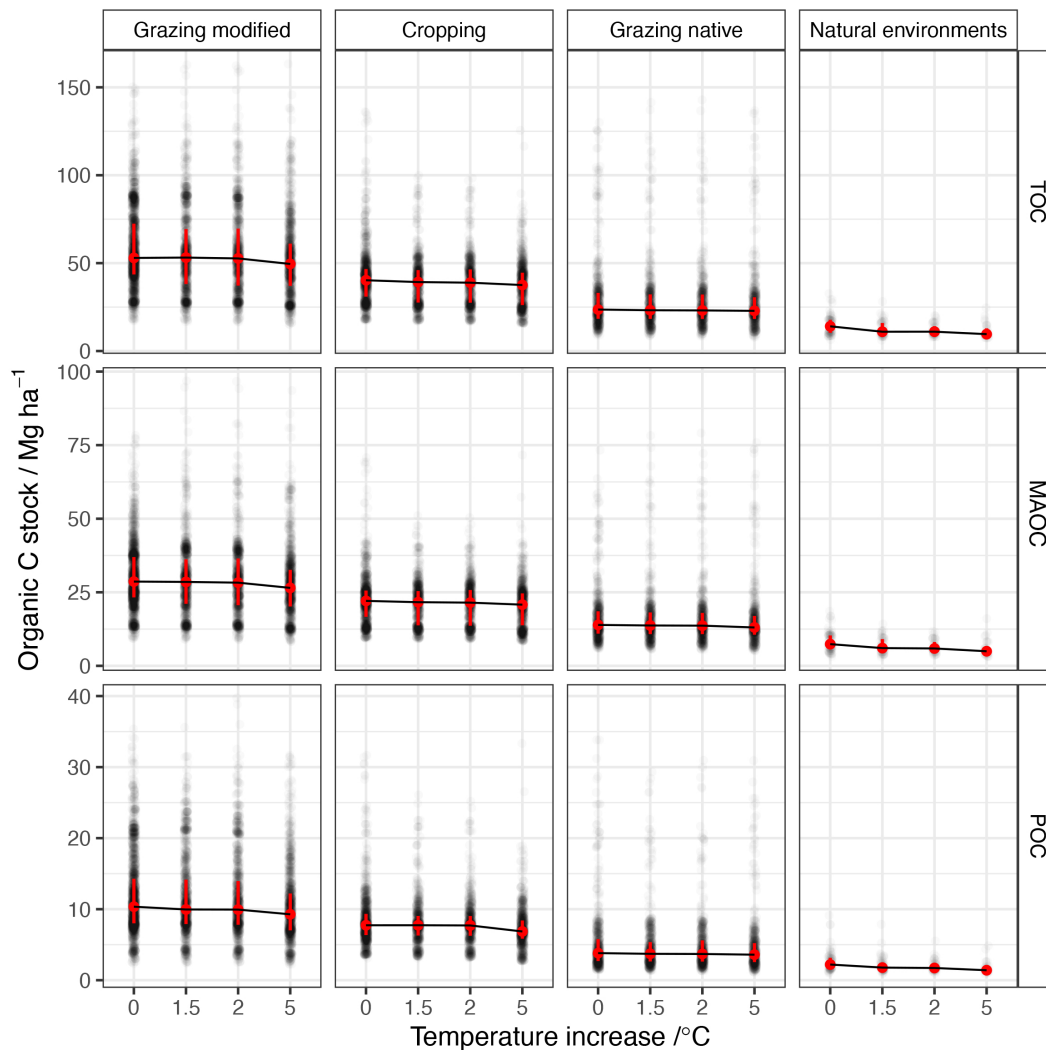 Grazing modified Cropping Grazing native Natural environments
150
100
50
0
TOC
100
75
50
25
0
MAOC
40
30
20
10
0
POC
Organic C stock / Mg ha⁻¹
0 1.5 2 5 0 1.5 2 5 0 1.5 2 5 0 1.5 2 5
Temperature increase /°C